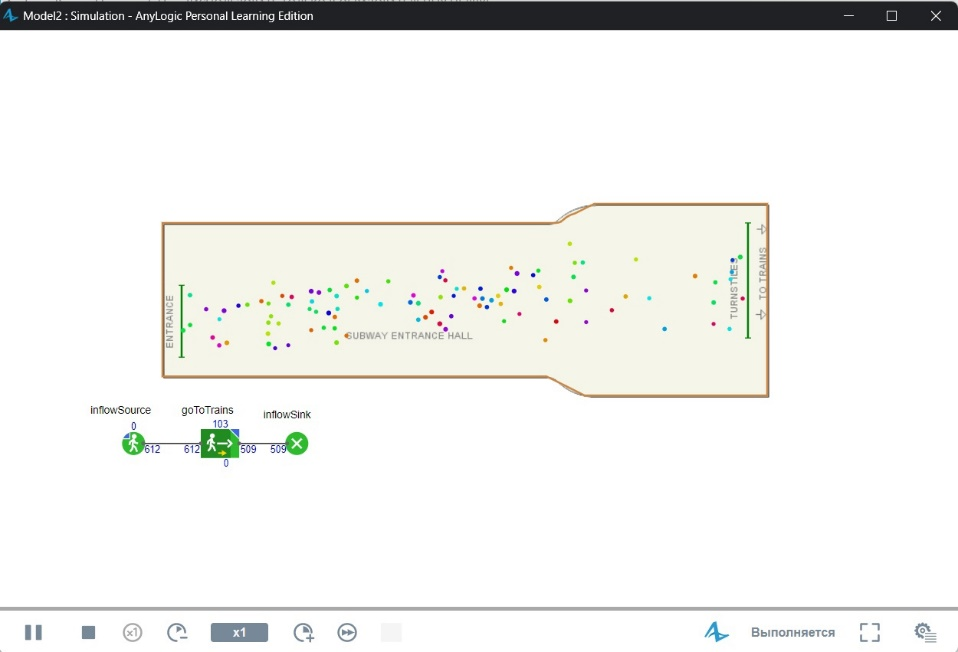 Model2 : Simulation - AnyLogic Personal Learning Edition
ENTRANCE
SUBWAY ENTRANCE HALL
TURNSTILES
TO TRAINS
inflowSource
goToTrains
inflowSink
0
103
612
612
509
509
0
x1
x1
Выполняется